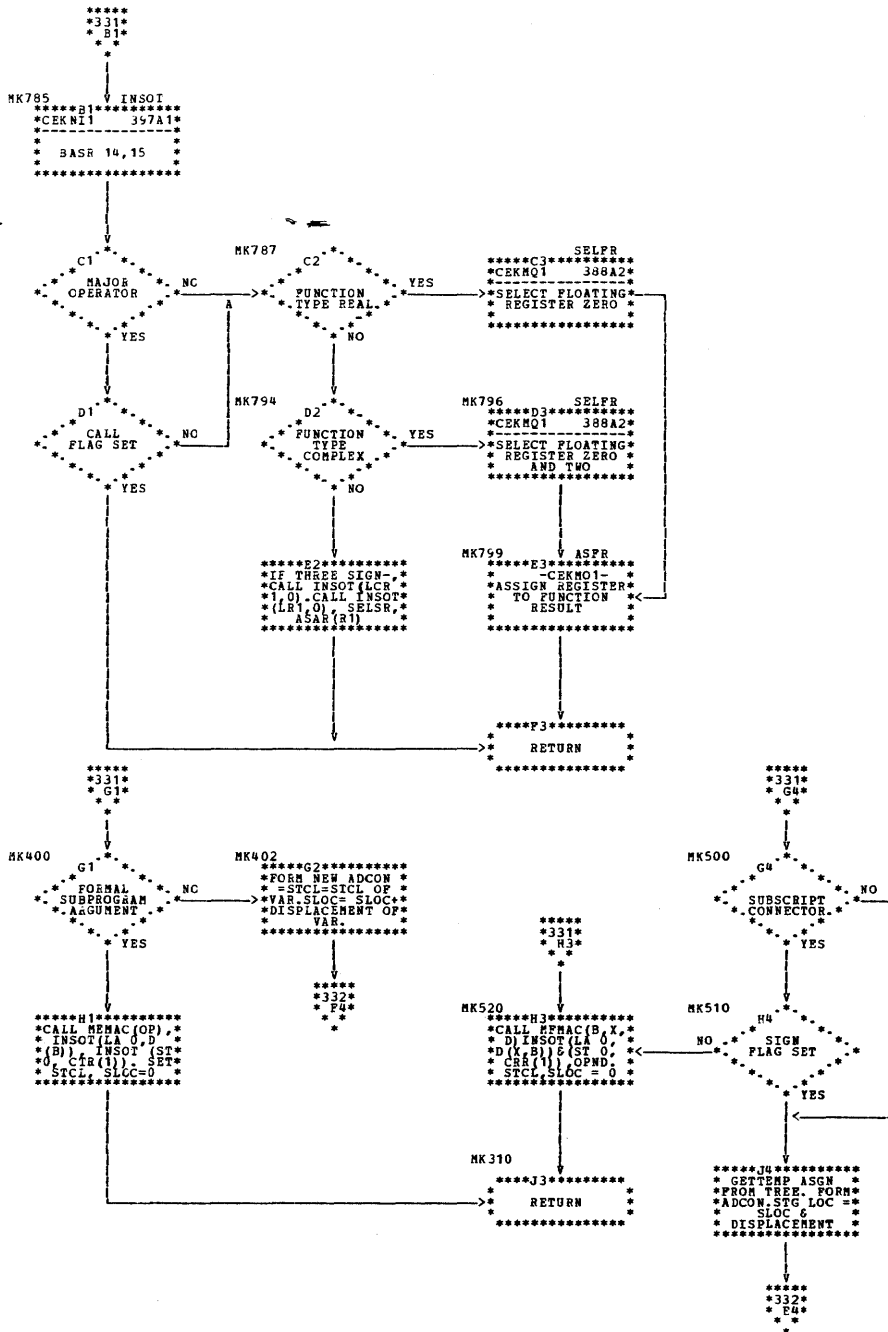 *331*
B1
MK785 INSOT
B1
*CEKNI1 397A1*
BASR 14,15
C1
MAJOR
OPERATOR
NO
YES
MK787
C2
FUNCTION
TYPE REAL
YES
NO
SELFR
C3
*CEKMQ1 388A2*
*SELECT FLOATING*
REGISTER ZERO
A
D1
CALL
FLAG SET
NO
YES
MK794
D2
FUNCTION
TYPE
COMPLEX
YES
NO
MK796 SELFR
D3
*CEKMQ1 388A2*
*SELECT FLOATING*
REGISTER ZERO
AND TWO
E2
*IF THREE SIGN-,*
*CALL INSOT(LCR *
*1,0).CALL INSOT*
*(LR1,0), SELSR,*
ASAR(R1)
MK799 ASFR
E3
-CEKMO1-
ASSIGN REGISTER
TO FUNCTION
RESULT
F3
RETURN
*331*
G1
MK400
G1
FORMAL
SUBPROGRAM
ARGUMENT
NO
YES
MK402
G2
*FORM NEW ADCON *
=STCL=STCL OF
*VAR.SLOC= SLOC+*
*DISPLACEMENT OF*
VAR.
*332*
F4
H1
*CALL MEMAC(OP),*
INSOT(LA 0,D
*(B)), INSOT (ST*
*0, CTR(1)). SET*
STCL, SLOC=0
*331*
H3
MK520
H3
*CALL MFMAC(B,X,*
D)INSOT(LA 0,
D(X,B))&(ST 0,
CRR(1)),OPND,
STCL,SLOC = 0
MK310
J3
RETURN
*331*
G4
MK500
G4
SUBSCRIPT
CONNECTOR
NO
YES
MK510
H4
SIGN
FLAG SET
NO
YES
J4
GETTEMP ASGN
*FROM TREE. FORM*
*ADCON.STG LOC =*
SLOC &
DISPLACEMENT
*332*
E4